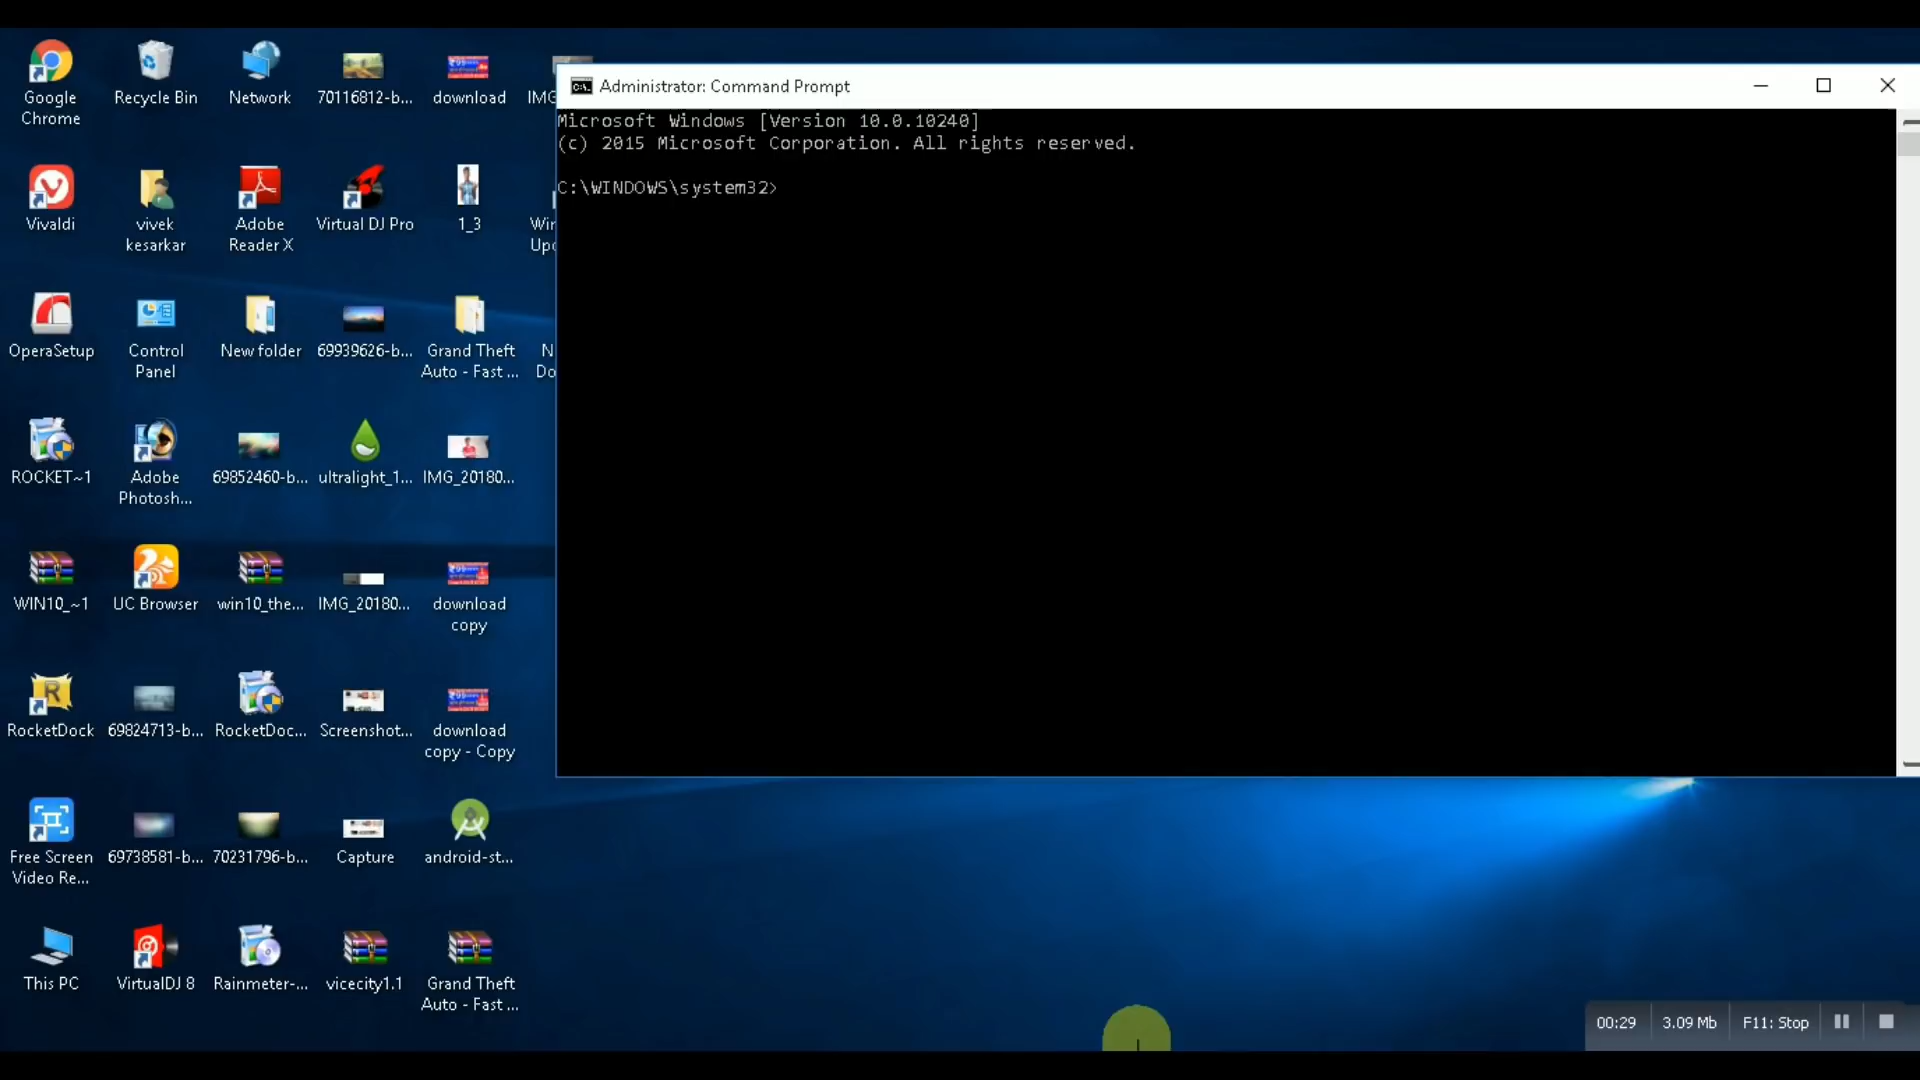 Google
Chrome
Recycle Bin
Network
70116812-b...
download
IMG
Vivaldi
vivek
kesarkar
Adobe
Reader X
Virtual DJ Pro
1_3
OperaSetup
Control
Panel
New folder
69939626-b...
Grand Theft
Auto - Fast ...
ROCKET~1
Adobe
Photosh...
69852460-b...
ultralight_1...
IMG_20180...
WIN10_~1
UC Browser
win10_the...
IMG_20180...
download
copy
RocketDock
69824713-b...
RocketDoc...
Screenshot...
download
copy - Copy
Free Screen
Video Re...
69738581-b...
70231796-b...
Capture
android-st...
This PC
VirtualDJ 8
Rainmeter-...
vicecity1.1
Grand Theft
Auto - Fast ...
Administrator: Command Prompt
Microsoft Windows [Version 10.0.10240]
(c) 2015 Microsoft Corporation. All rights reserved.
C:\WINDOWS\system32>
00:29 3.09 Mb F11: Stop